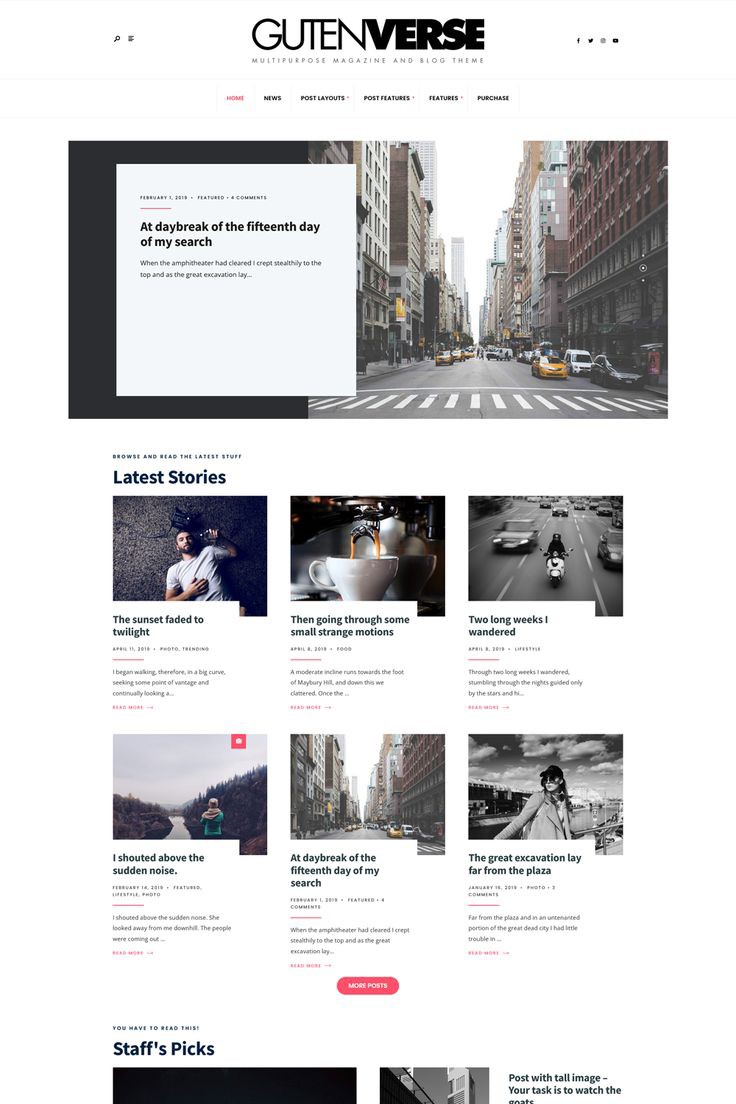 GUTENVERSE
MULTIPURPOSE MAGAZINE AND BLOG THEME
HOME
NEWS
POST LAYOUTS
POST FEATURES
FEATURES
PURCHASE
FEBRUARY 1, 2019 • FEATURED • 4 COMMENTS
At daybreak of the fifteenth day
of my search
When the amphitheater had cleared I crept stealthily to the
top and as the great excavation lay...
BROWSE AND READ THE LATEST STUFF
Latest Stories
The sunset faded to
twilight
APRIL 11, 2019 • PHOTO, TRENDING
I began walking, therefore, in a big curve,
seeking some point of vantage and
continually looking a...
READ MORE ⟶
Then going through some
small strange motions
APRIL 8, 2019 • FOOD
A moderate incline runs towards the foot
of Maybury Hill, and down this we
clattered. Once the ...
READ MORE ⟶
Two long weeks I
wandered
APRIL 8, 2019 • LIFESTYLE
Through two long weeks I wandered,
stumbling through the nights guided only
by the stars and hi...
READ MORE ⟶
I shouted above the
sudden noise.
FEBRUARY 14, 2019 • FEATURED,
LIFESTYLE, PHOTO
I shouted above the sudden noise. She
looked away from me downhill. The people
were coming out ...
READ MORE ⟶
At daybreak of the
fifteenth day of my
search
FEBRUARY 1, 2019 • FEATURED • 4
COMMENTS
When the amphitheater had cleared I crept
stealthily to the top and as the great
excavation lay...
READ MORE ⟶
The great excavation lay
far from the plaza
JANUARY 16, 2019 • PHOTO • 3
COMMENTS
Far from the plaza and in an untenanted
portion of the great dead city I had little
trouble in ...
READ MORE ⟶
MORE POSTS
YOU HAVE TO READ THIS!
Staff's Picks
Post with tall image –
Your task is to watch the
goats